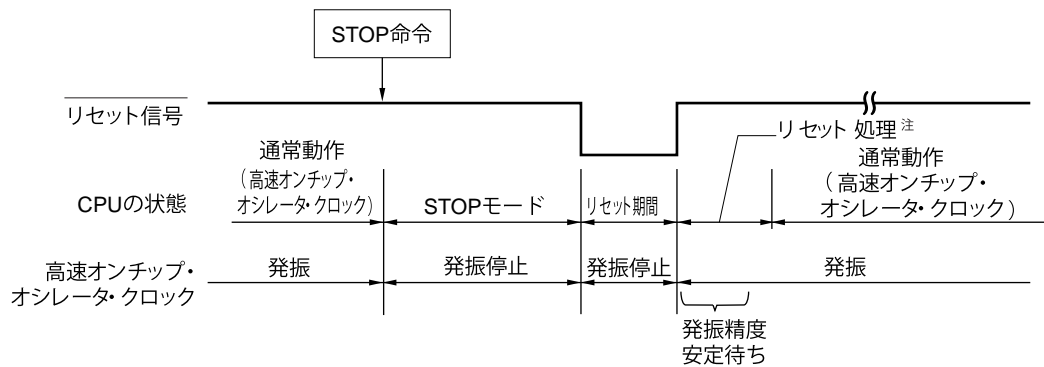 STOP命令
リセット信号
リセット処理注
通常動作
(高速オンチップ・
オシレータ・クロック)
通常動作
(高速オンチップ・
オシレータ・クロック)
CPUの状態
STOPモード
リセット期間
高速オンチップ・
オシレータ・クロック
発振
発振停止
発振停止
発振
発振精度
安定待ち